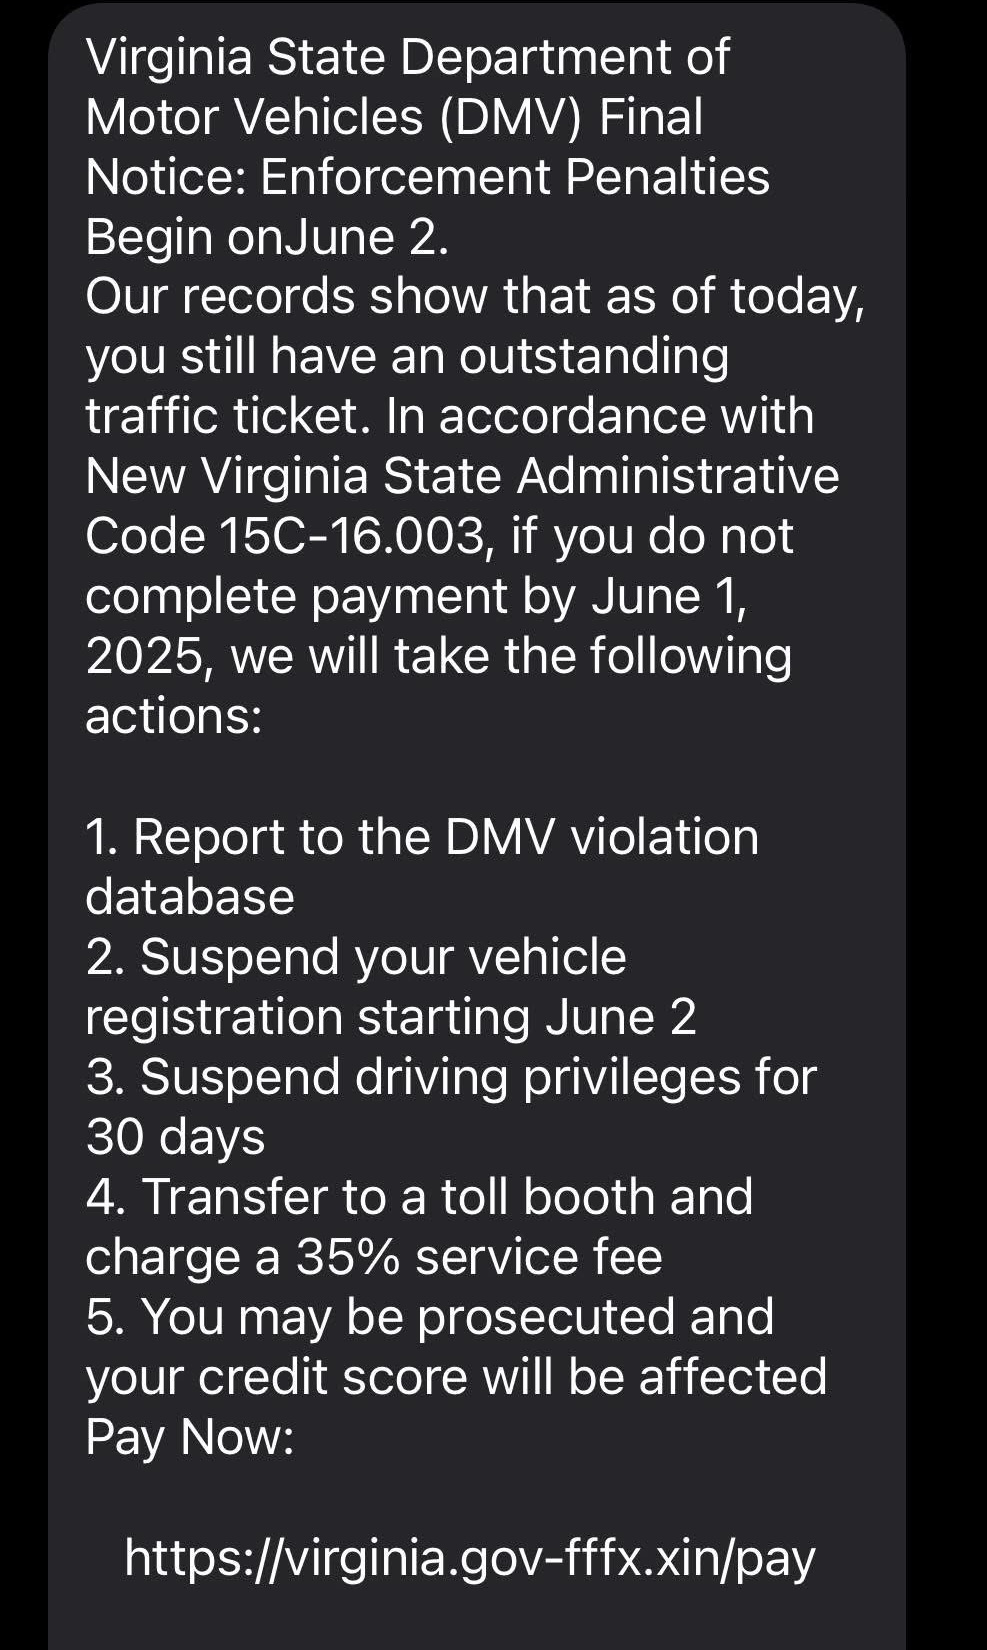 Virginia State Department of
Motor Vehicles (DMV) Final
Notice: Enforcement Penalties
Begin onJune 2.
Our records show that as of today,
you still have an outstanding
traffic ticket. In accordance with
New Virginia State Administrative
Code 15C-16.003, if you do not
complete payment by June 1,
2025, we will take the following
actions:
1. Report to the DMV violation
database
2. Suspend your vehicle
registration starting June 2
3. Suspend driving privileges for
30 days
4. Transfer to a toll booth and
charge a 35% service fee
5. You may be prosecuted and
your credit score will be affected
Pay Now:
https://virginia.gov-fffx.xin/pay